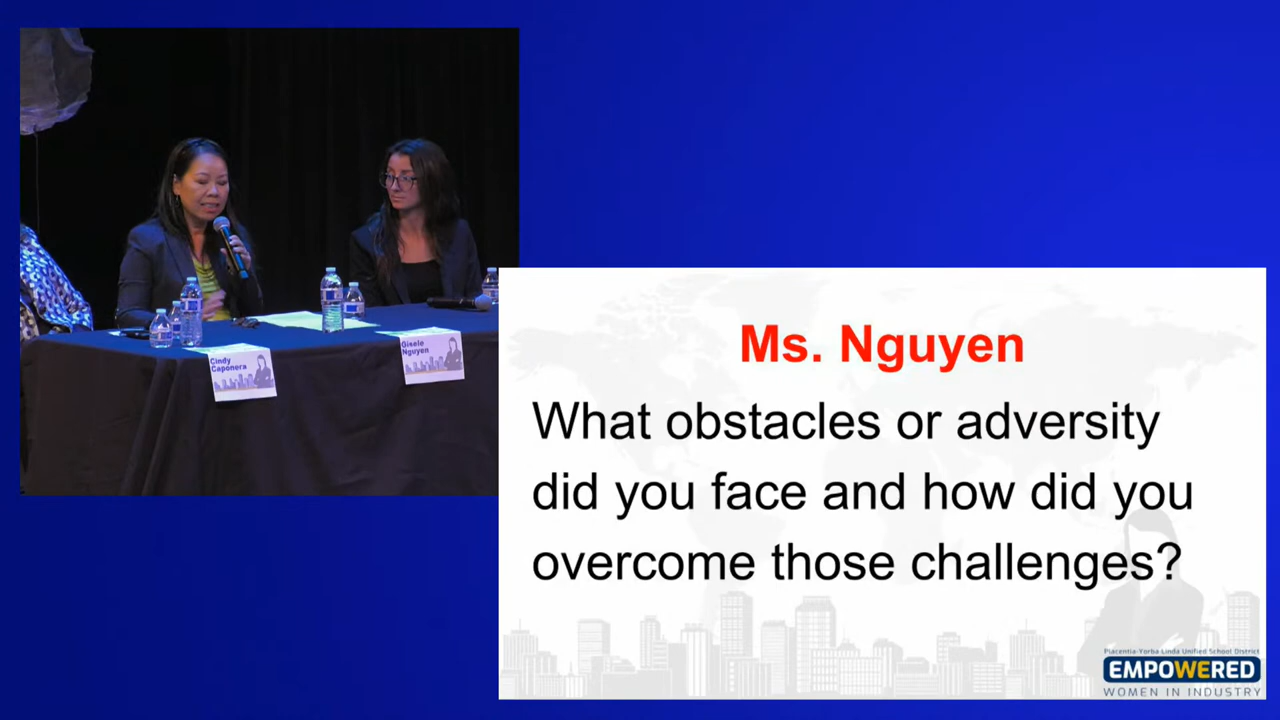 Cindy
Caponera
Gisele
Nguyen
Ms. Nguyen
What obstacles or adversity
did you face and how did you
overcome those challenges?
Placentia-Yorba Linda Unified School District
EMPOWERED
WOMEN IN INDUSTRY